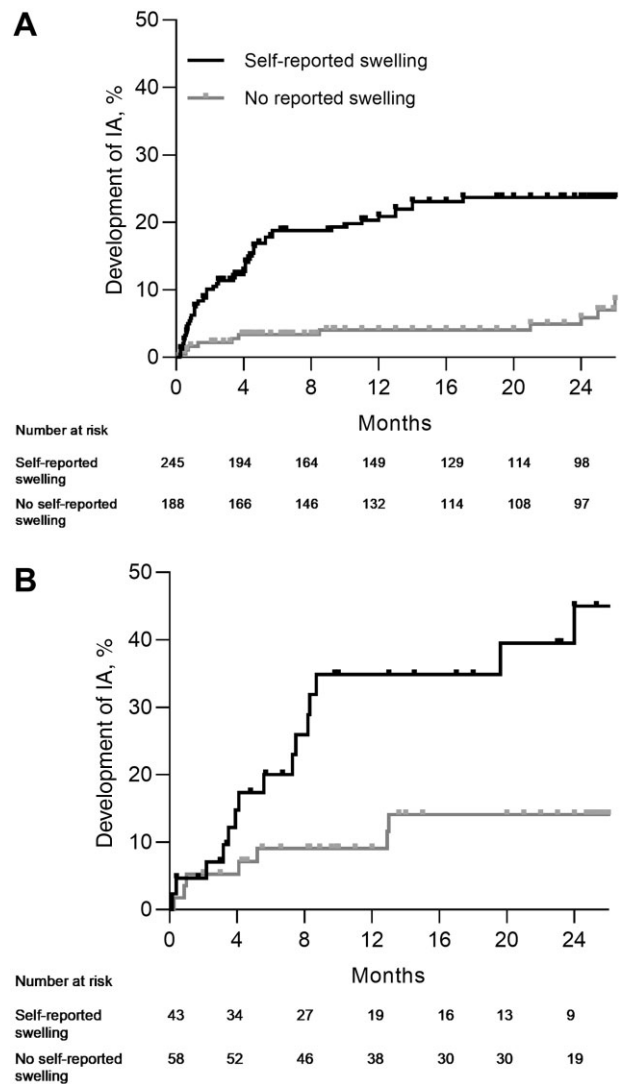 A
50
40
30
20
10
0
Development of IA, %
Self-reported swelling
No reported swelling
0 4 8 12 16 20 24
Months
Number at risk
Self-reported
swelling
245 194 164 149 129 114 98
No self-reported
swelling
188 166 146 132 114 108 97
B
50
40
30
20
10
0
Development of IA, %
0 4 8 12 16 20 24
Months
Number at risk
Self-reported
swelling
43 34 27 19 16 13 9
No self-reported
swelling
58 52 46 38 30 30 19